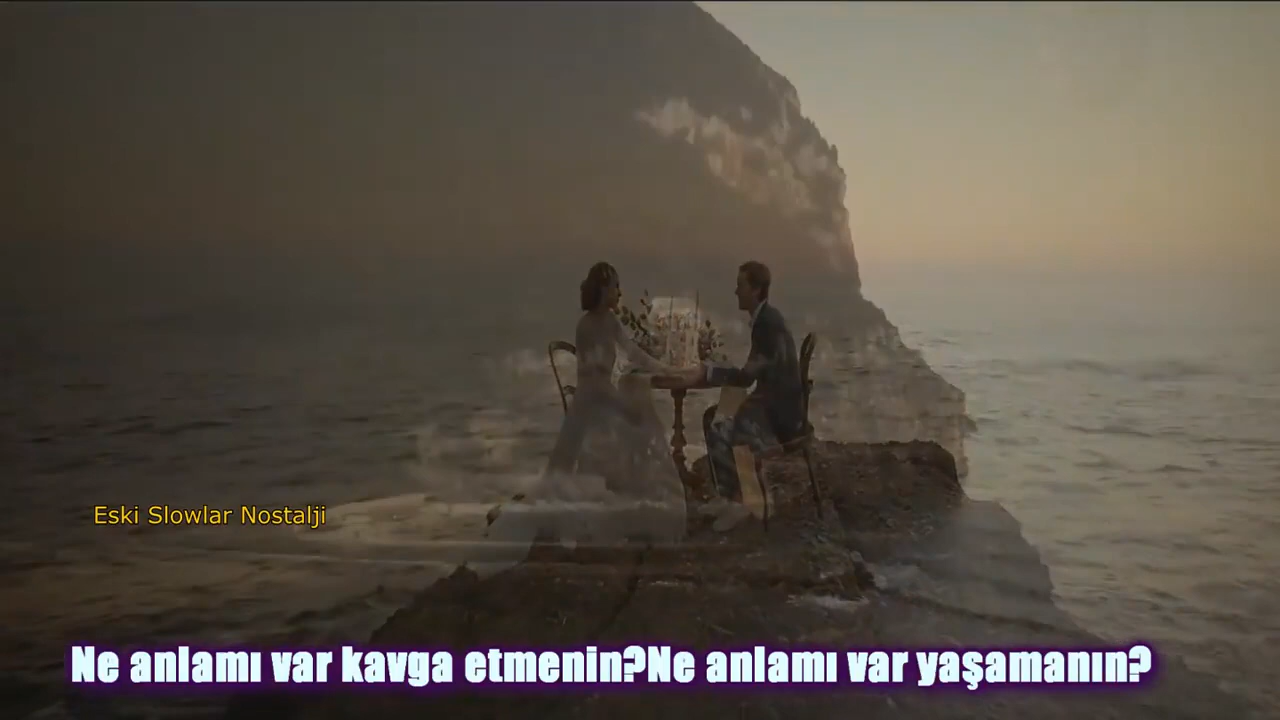 Eski Slowlar Nostalji
Ne anlamı var kavga etmenin?Ne anlamı var yaşamanın?